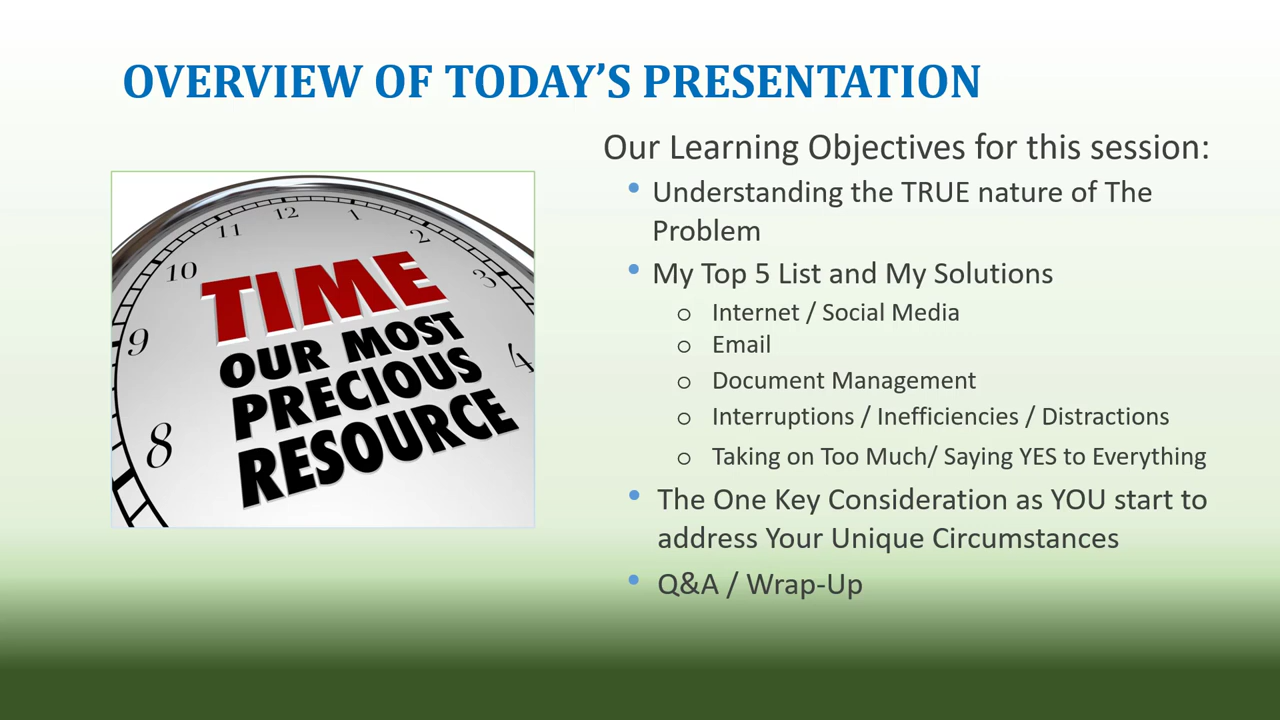 OVERVIEW OF TODAY’S PRESENTATION
12
1
11
2
10
3
9
4
8
TIME
OUR MOST
PRECIOUS
RESOURCE
Our Learning Objectives for this session:
• Understanding the TRUE nature of The
Problem
• My Top 5 List and My Solutions
o Internet / Social Media
o Email
o Document Management
o Interruptions / Inefficiencies / Distractions
o Taking on Too Much/ Saying YES to Everything
• The One Key Consideration as YOU start to
address Your Unique Circumstances
• Q&A / Wrap-Up